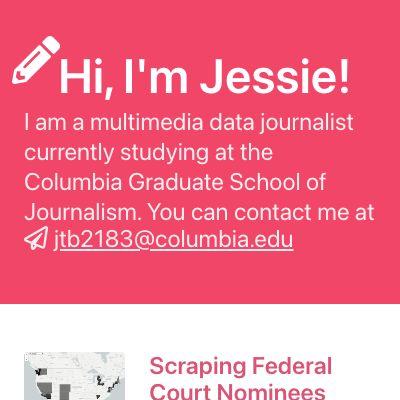 Hi, I'm Jessie!
I am a multimedia data journalist
currently studying at the
Columbia Graduate School of
Journalism. You can contact me at
jtb2183@columbia.edu
Scraping Federal
Court Nominees